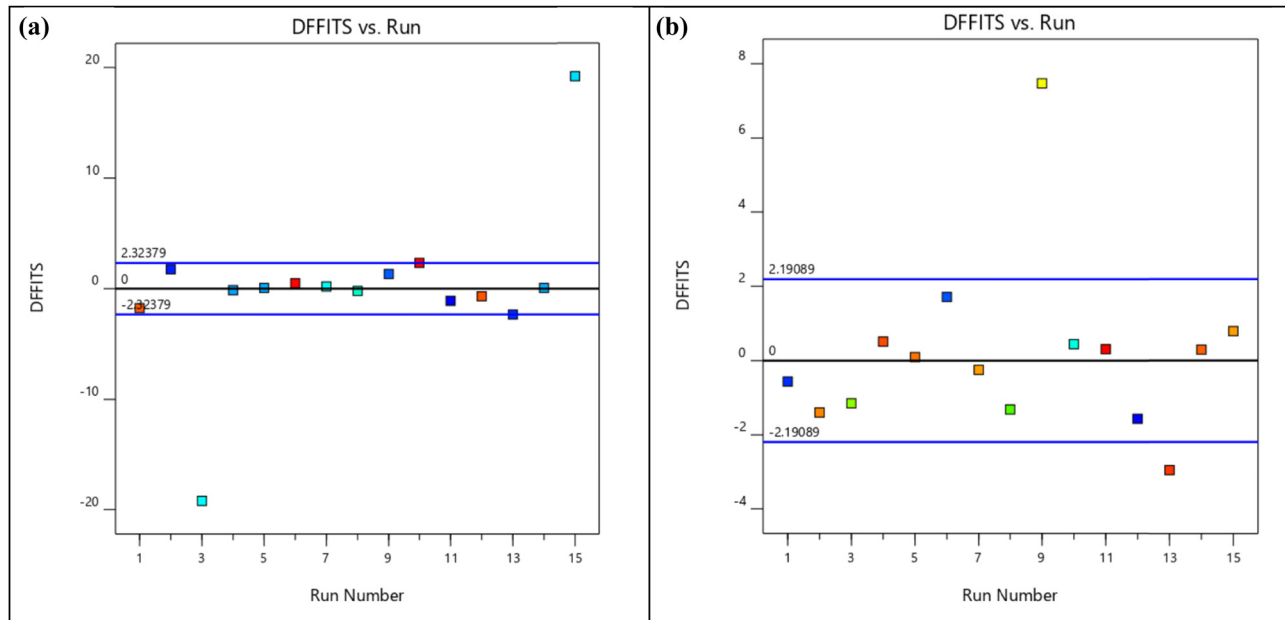 (a)
DFFITS vs. Run
20
10
2.32379
0
0
-2.32379
-10
-20
DFFITS
1 3 5 7 9 11 13 15
Run Number
(b)
DFFITS vs. Run
8
6
4
2.19089
2
0
0
-2.19089
-2
-4
DFFITS
1 3 5 7 9 11 13 15
Run Number